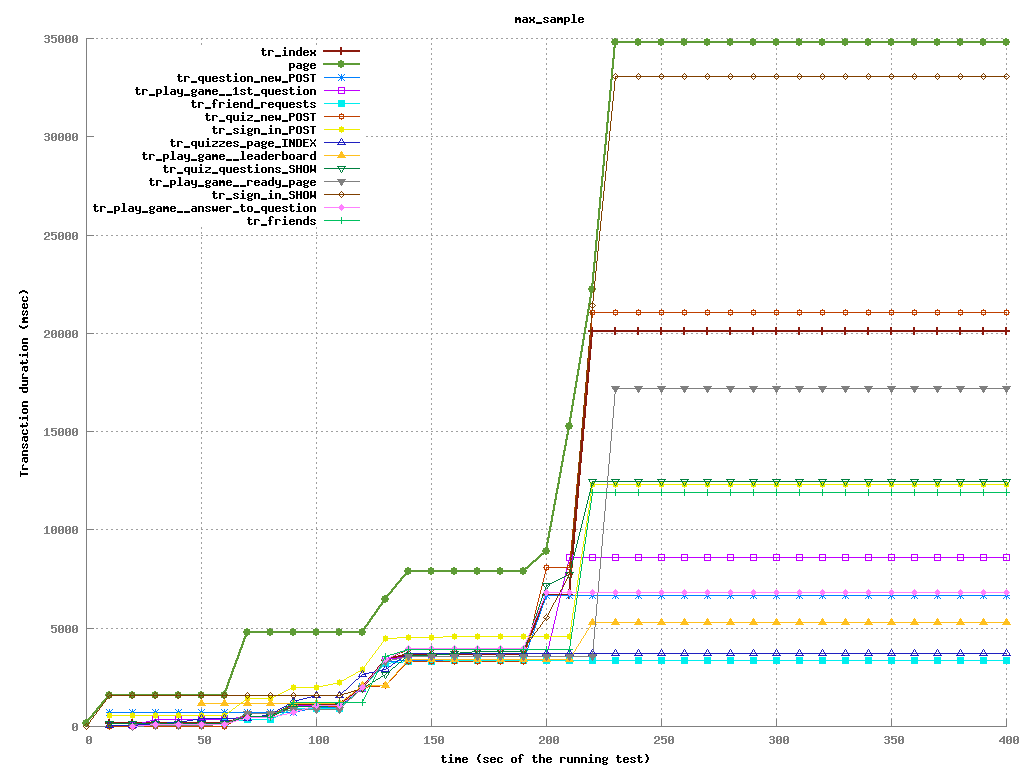 max_sample
35000
30000
25000
20000
15000
10000
5000
0
Transaction duration (msec)
tr_index
page
tr_question_new_POST
tr_play_game__1st_question
tr_friend_requests
tr_quiz_new_POST
tr_sign_in_POST
tr_quizzes_page_INDEX
tr_play_game__leaderboard
tr_quiz_questions_SHOW
tr_play_game__ready_page
tr_sign_in_SHOW
tr_play_game__answer_to_question
tr_friends
0 50 100 150 200 250 300 350 400
time (sec of the running test)